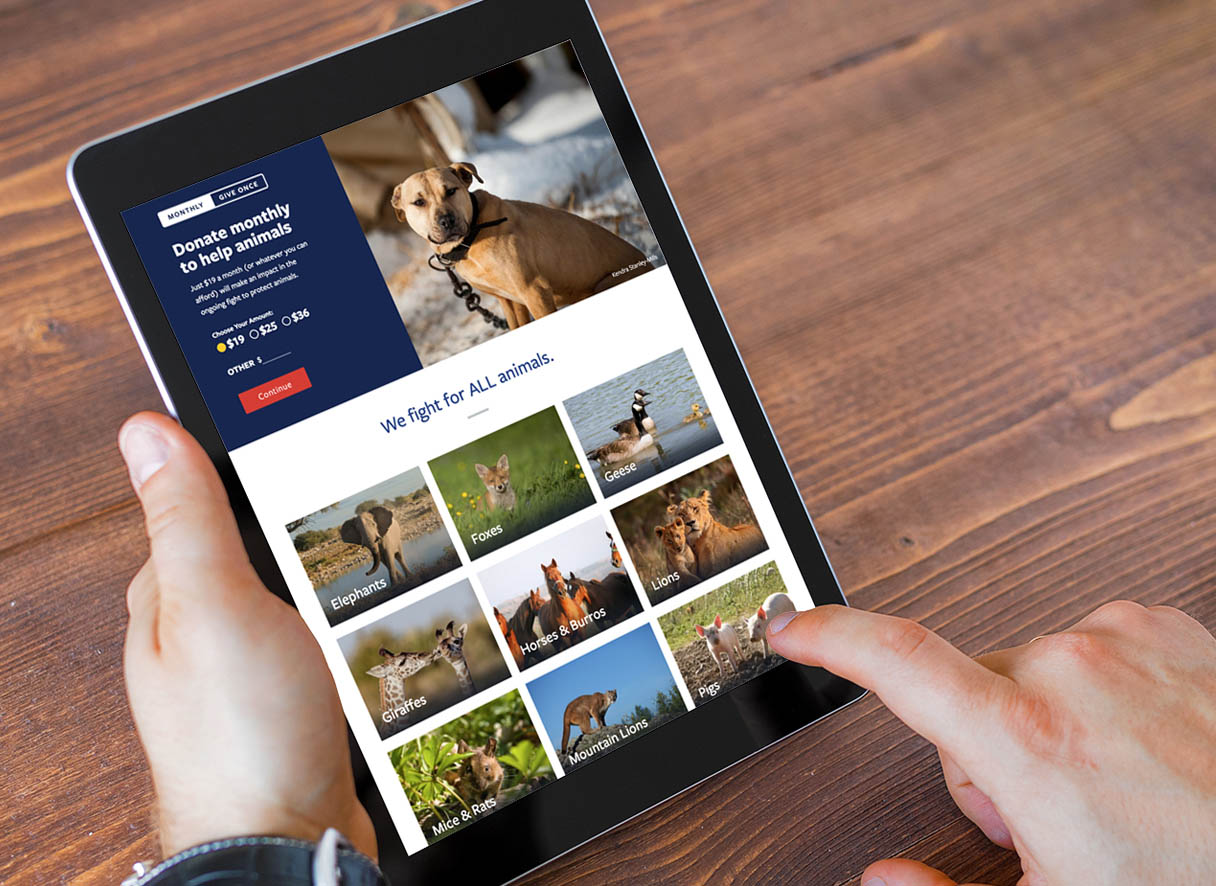 MONTHLY GIVE ONCE
Donate monthly
to help animals
Just $19 a month (or whatever you can
afford) will make an impact in the
ongoing fight to protect animals.
Choose Your Amount:
$19 $25 $36
OTHER $
Continue
Kendra Stanley-Mills
We fight for ALL animals.
Elephants
Foxes
Geese
Giraffes
Horses & Burros
Lions
Mice & Rats
Mountain Lions
Pigs